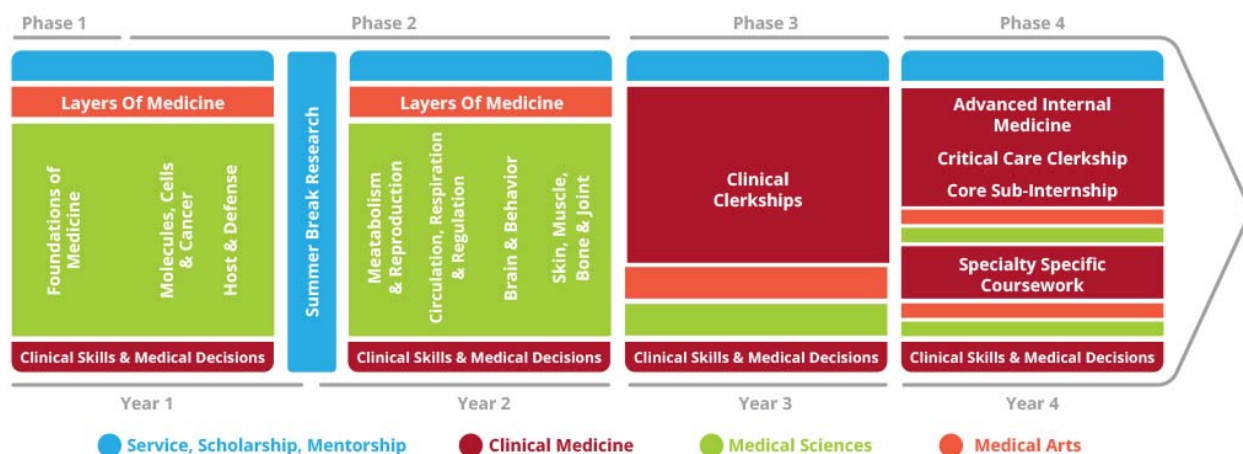 Phase 1
Phase 2
Phase 3
Phase 4
Layers Of Medicine
Foundations of
Medicine
Molecules, Cells
& Cancer
Host & Defense
Clinical Skills & Medical Decisions
Summer Break Research
Layers Of Medicine
Meatabolism
& Reproduction
Circulation, Respiration
& Regulation
Brain & Behavior
Skin, Muscle,
Bone & Joint
Clinical Skills & Medical Decisions
Clinical
Clerkships
Clinical Skills & Medical Decisions
Advanced Internal
Medicine
Critical Care Clerkship
Core Sub-Internship
Specialty Specific
Coursework
Clinical Skills & Medical Decisions
Year 1
Year 2
Year 3
Year 4
Service, Scholarship, Mentorship
Clinical Medicine
Medical Sciences
Medical Arts